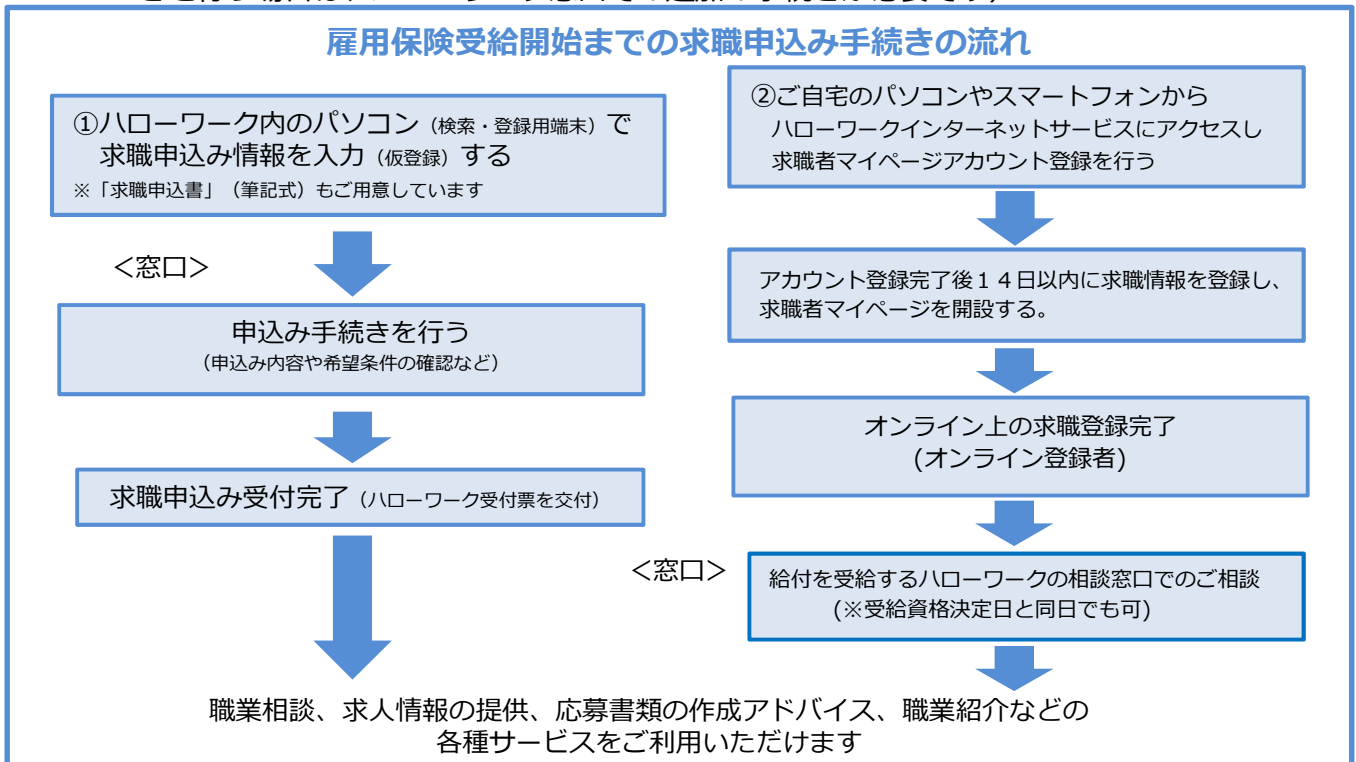 雇用保険受給開始までの求職申込み手続きの流れ
①ハローワーク内のパソコン（検索・登録用端末）で
求職申込み情報を入力（仮登録）する
※「求職申込書」（筆記式）もご用意しています
＜窓口＞
申込み手続きを行う
（申込み内容や希望条件の確認など）
求職申込み受付完了（ハローワーク受付票を交付）
②ご自宅のパソコンやスマートフォンから
ハローワークインターネットサービスにアクセスし
求職者マイページアカウント登録を行う
アカウント登録完了後１４日以内に求職情報を登録し、
求職者マイページを開設する。
オンライン上の求職登録完了
(オンライン登録者)
＜窓口＞
給付を受給するハローワークの相談窓口でのご相談
(※受給資格決定日と同日でも可)
職業相談、求人情報の提供、応募書類の作成アドバイス、職業紹介などの
各種サービスをご利用いただけます